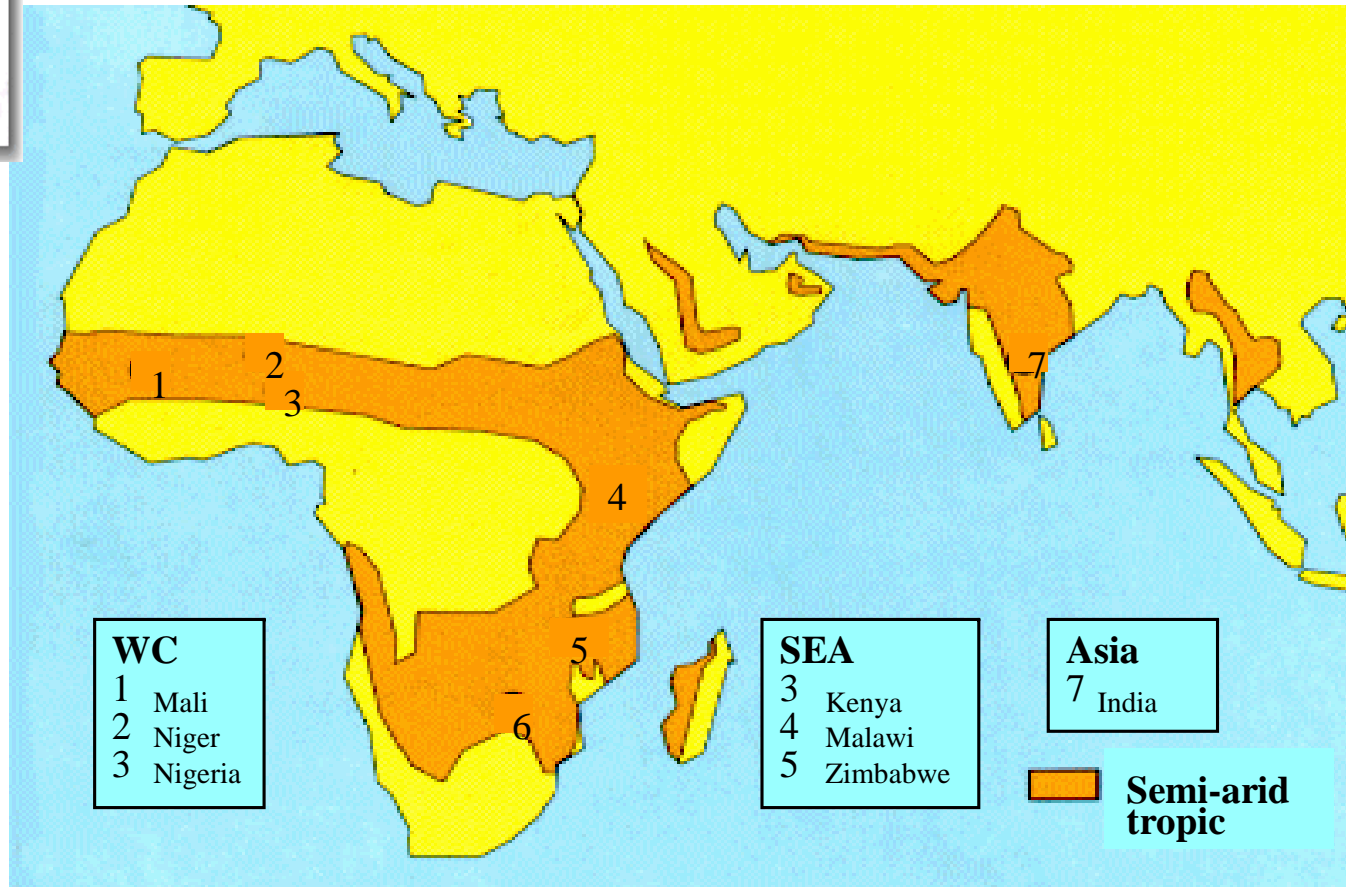 2
1
3
7
4
5
6
WC
1 Mali
2 Niger
3 Nigeria
SEA
3 Kenya
4 Malawi
5 Zimbabwe
Asia
7 India
Semi-arid
tropic